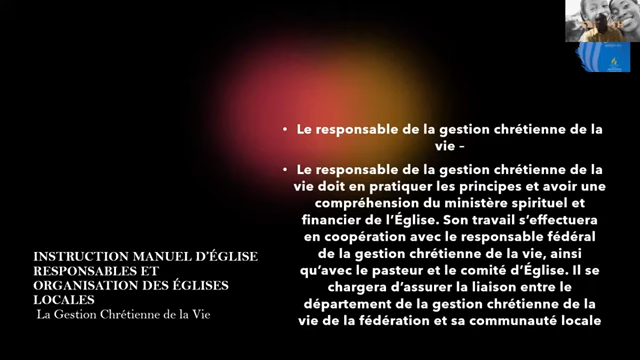 INSTRUCTION MANUEL D'ÉGLISE
RESPONSABLES ET
ORGANISATION DES ÉGLISES
LOCALES
La Gestion Chrétienne de la Vie
• Le responsable de la gestion chrétienne de la
vie –
• Le responsable de la gestion chrétienne de la
vie doit en pratiquer les principes et avoir une
compréhension du ministère spirituel et
financier de l'Église. Son travail s'effectuera
en coopération avec le responsable fédéral
de la gestion chrétienne de la vie, ainsi
qu'avec le pasteur et le comité d'Église. Il se
chargera d'assurer la liaison entre le
département de la gestion chrétienne de la
vie de la fédération et sa communauté locale